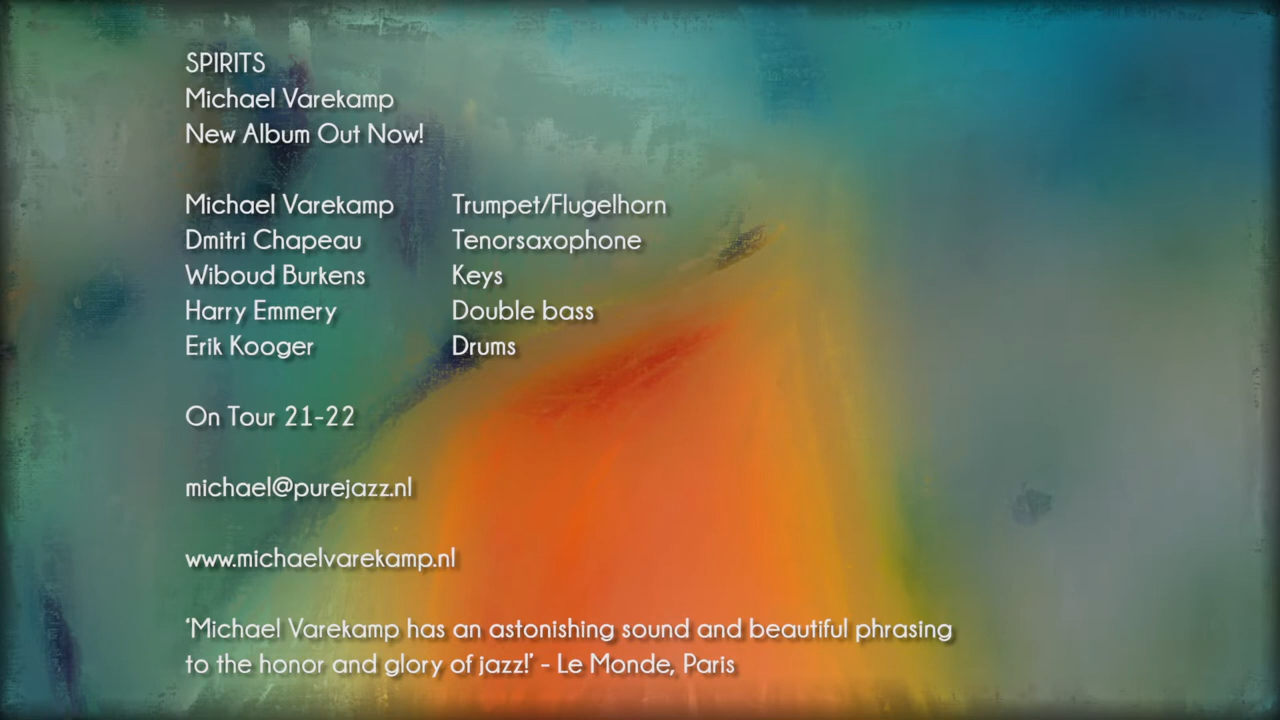 SPIRITS
Michael Varekamp
New Album Out Now!
Michael Varekamp Trumpet/Flugelhorn
Dmitri Chapeau Tenorsaxophone
Wiboud Burkens Keys
Harry Emmery Double bass
Erik Kooger Drums
On Tour 21-22
michael@purejazz.nl
www.michaelvarekamp.nl
‘Michael Varekamp has an astonishing sound and beautiful phrasing
to the honor and glory of jazz!’ - Le Monde, Paris